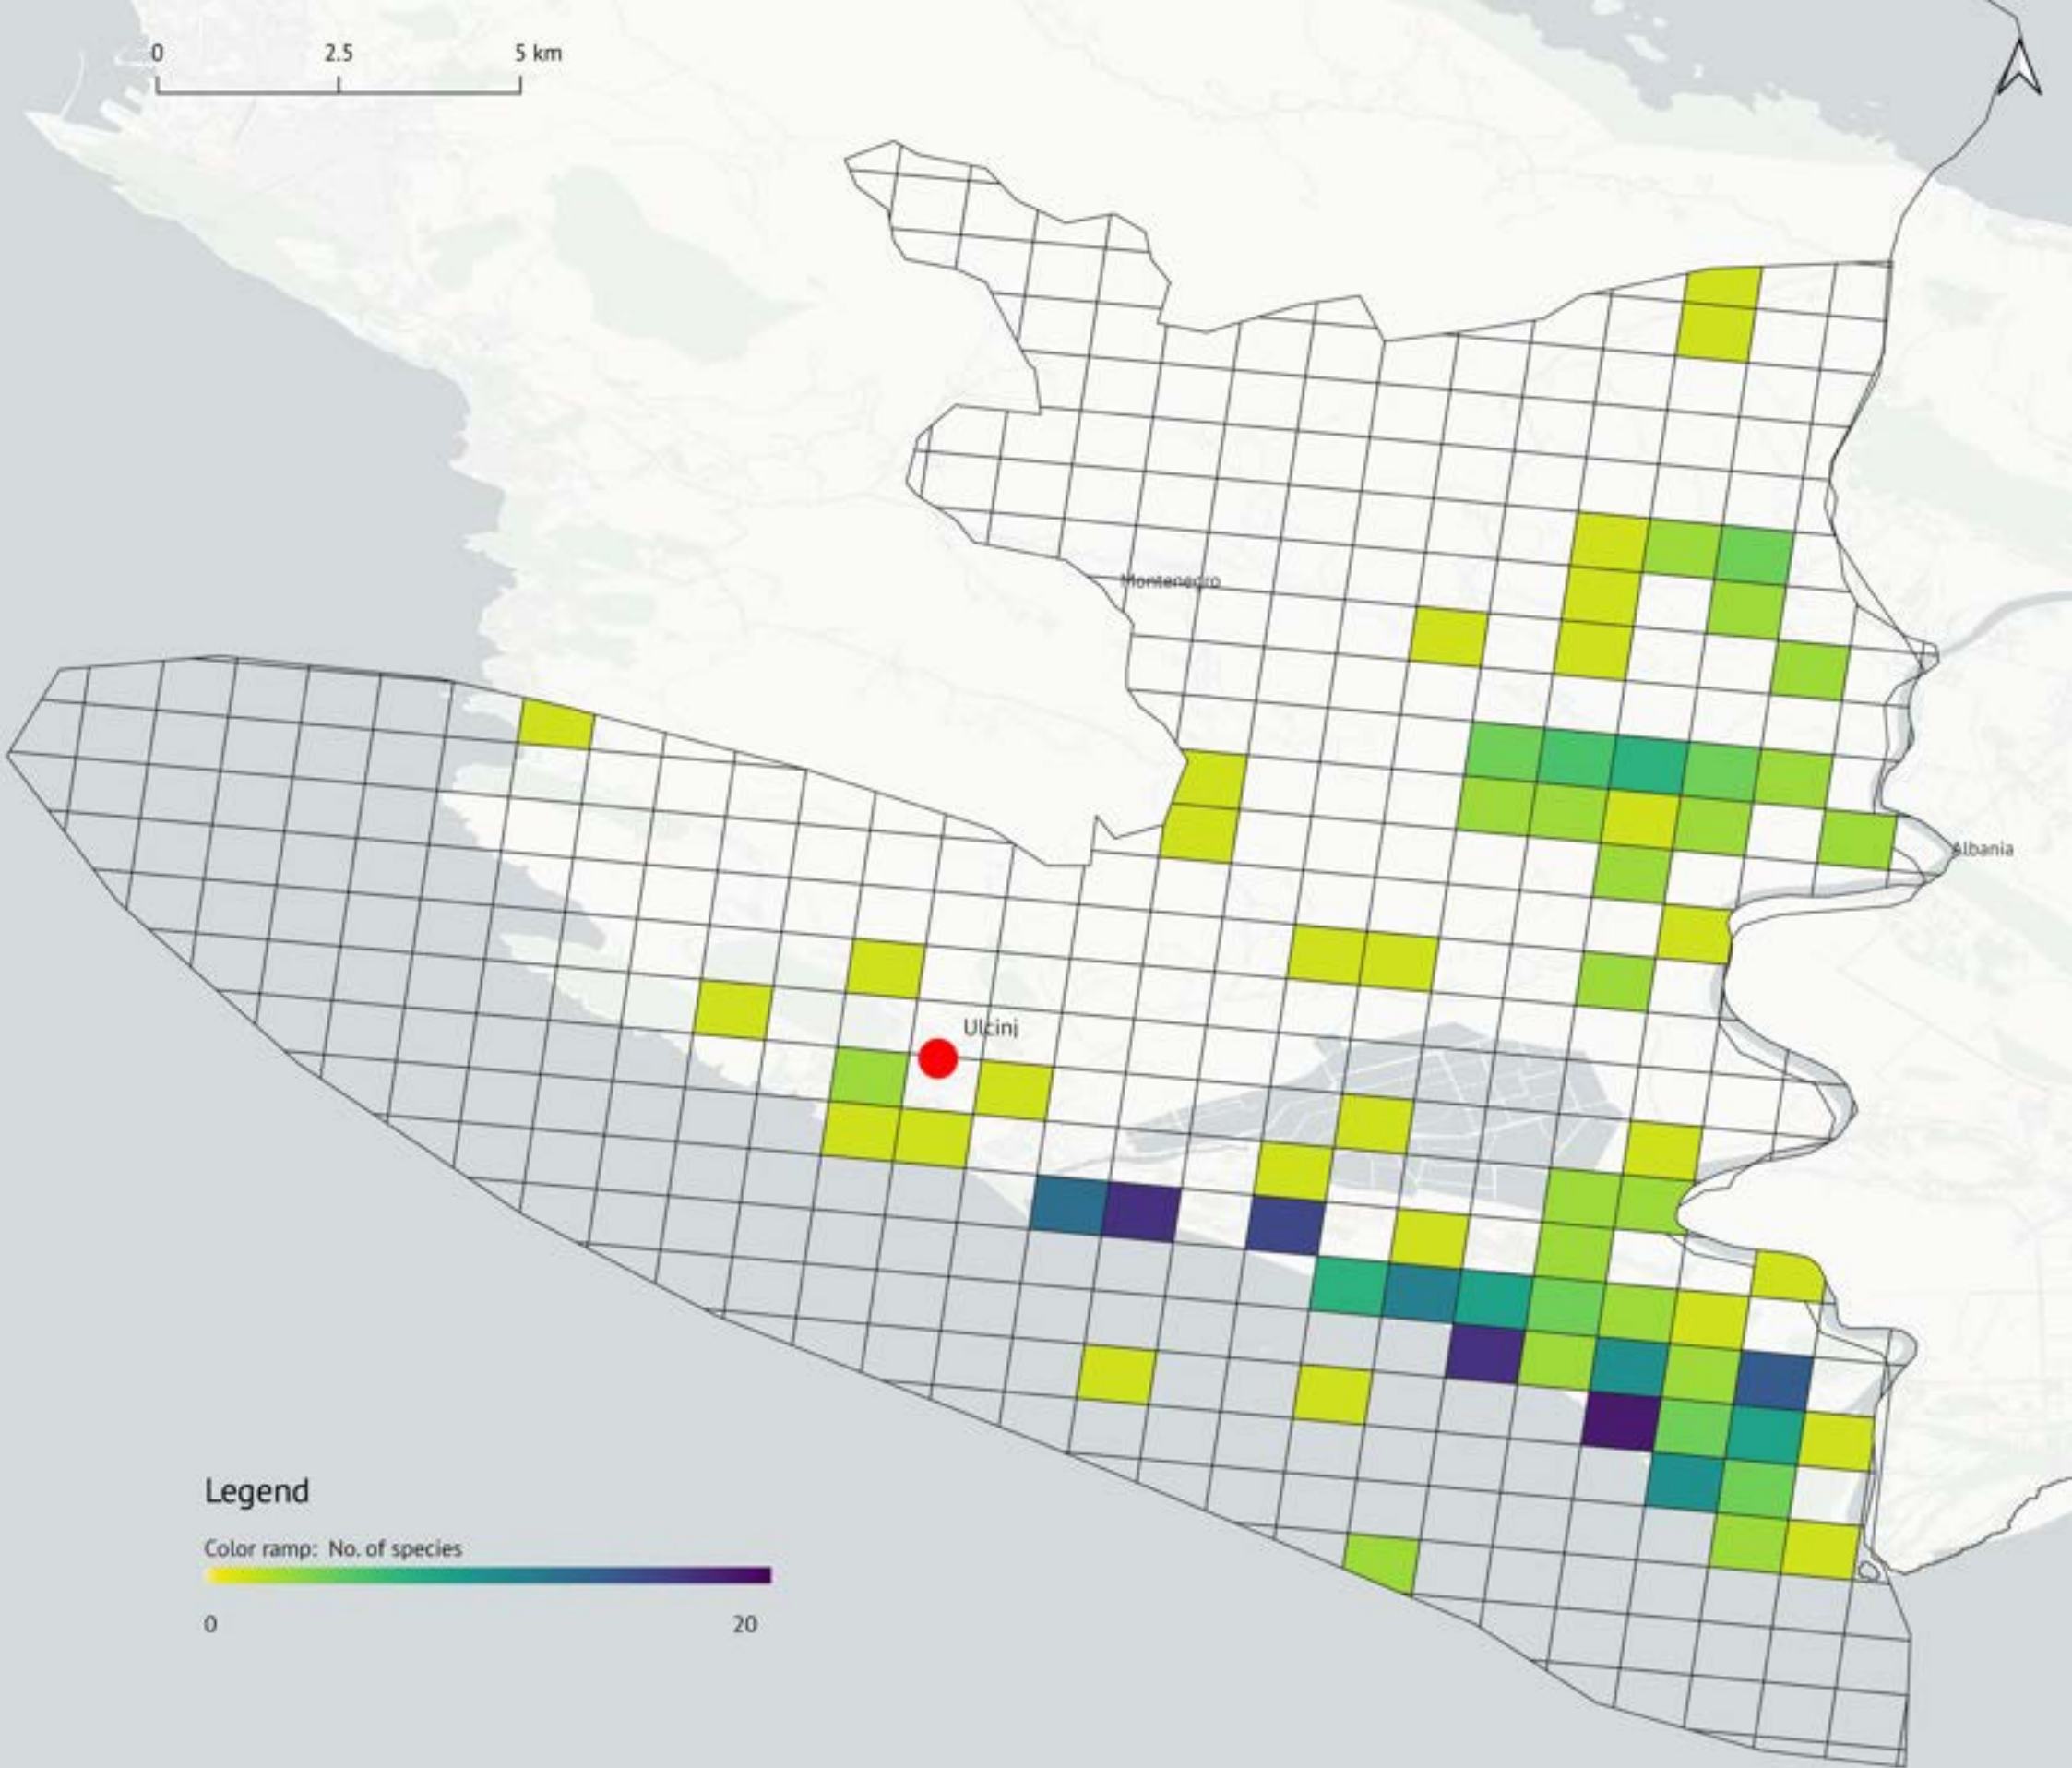 0 2.5 5 km
Montenegro
Albania
Ulcinj
Legend
Color ramp: No. of species
0 20